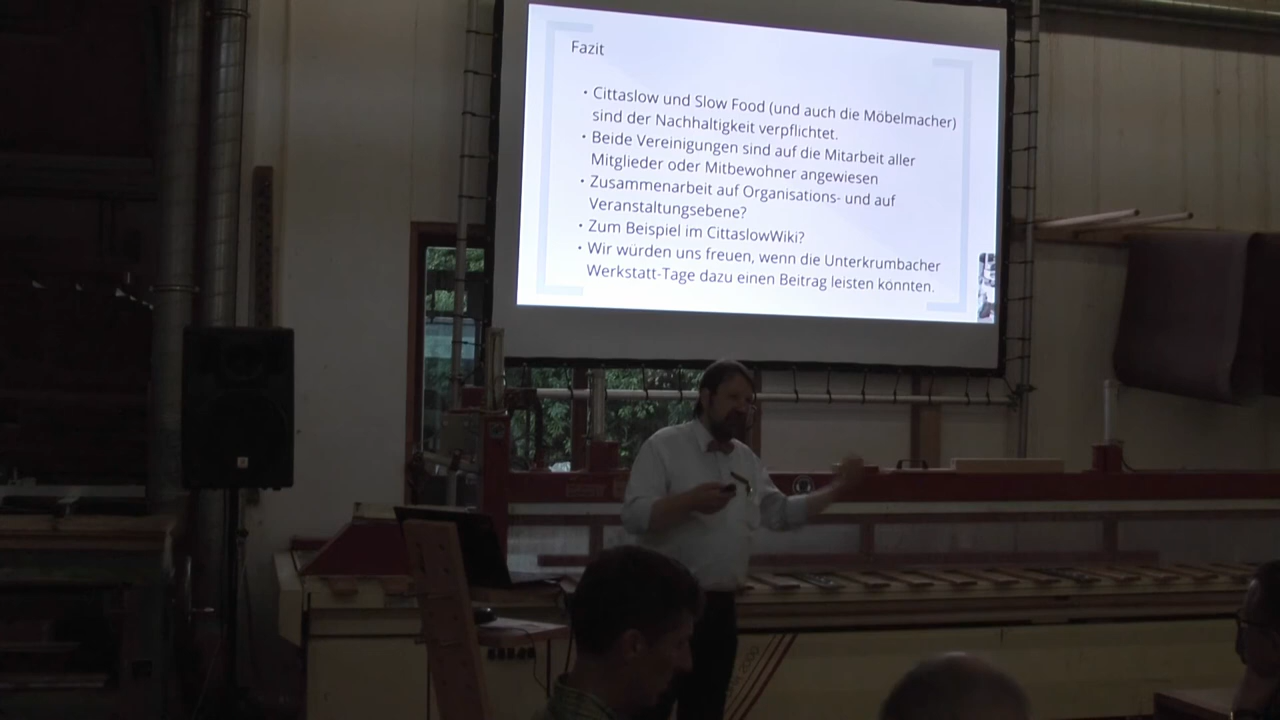 Fazit
• Cittaslow und Slow Food (und auch die Möbelmacher)
sind der Nachhaltigkeit verpflichtet.
• Beide Vereinigungen sind auf die Mitarbeit aller
Mitglieder oder Mitbewohner angewiesen
• Zusammenarbeit auf Organisations- und auf
Veranstaltungsebene?
• Zum Beispiel im CittaslowWiki?
• Wir würden uns freuen, wenn die Unterkrumbacher
Werkstatt-Tage dazu einen Beitrag leisten könnten.